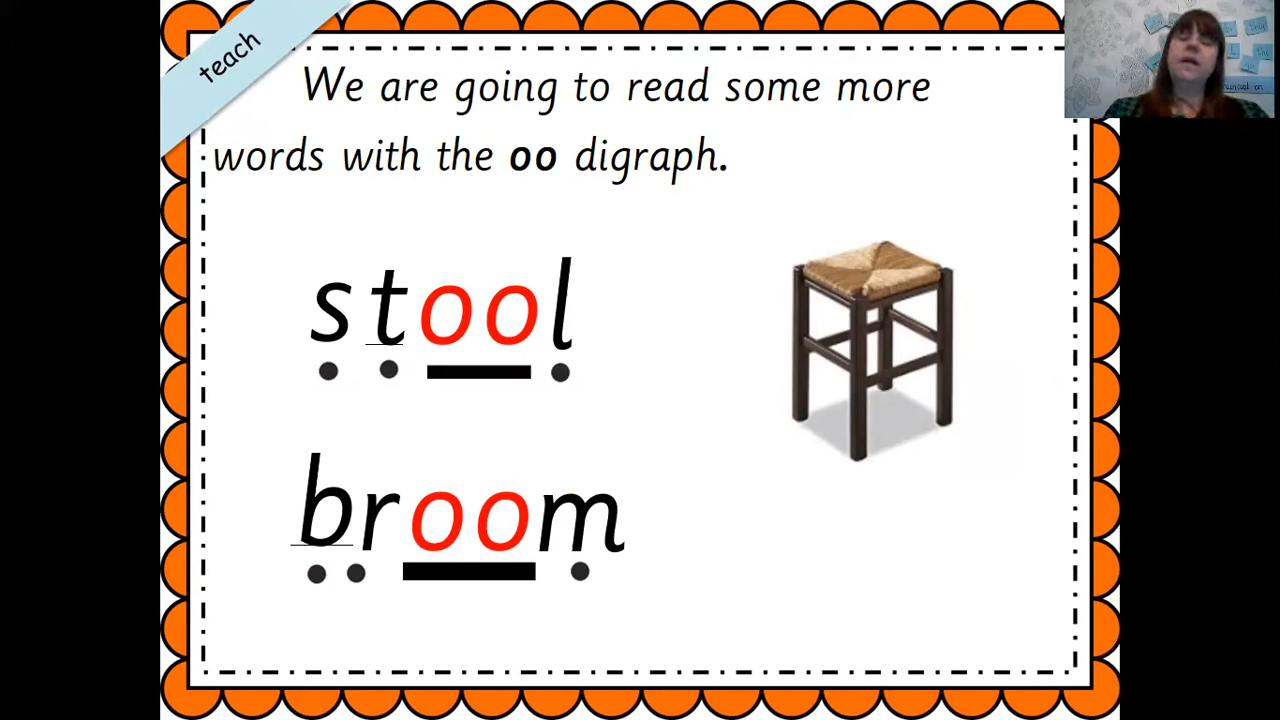 teach
We are going to read some more
words with the oo digraph.
stool
broom